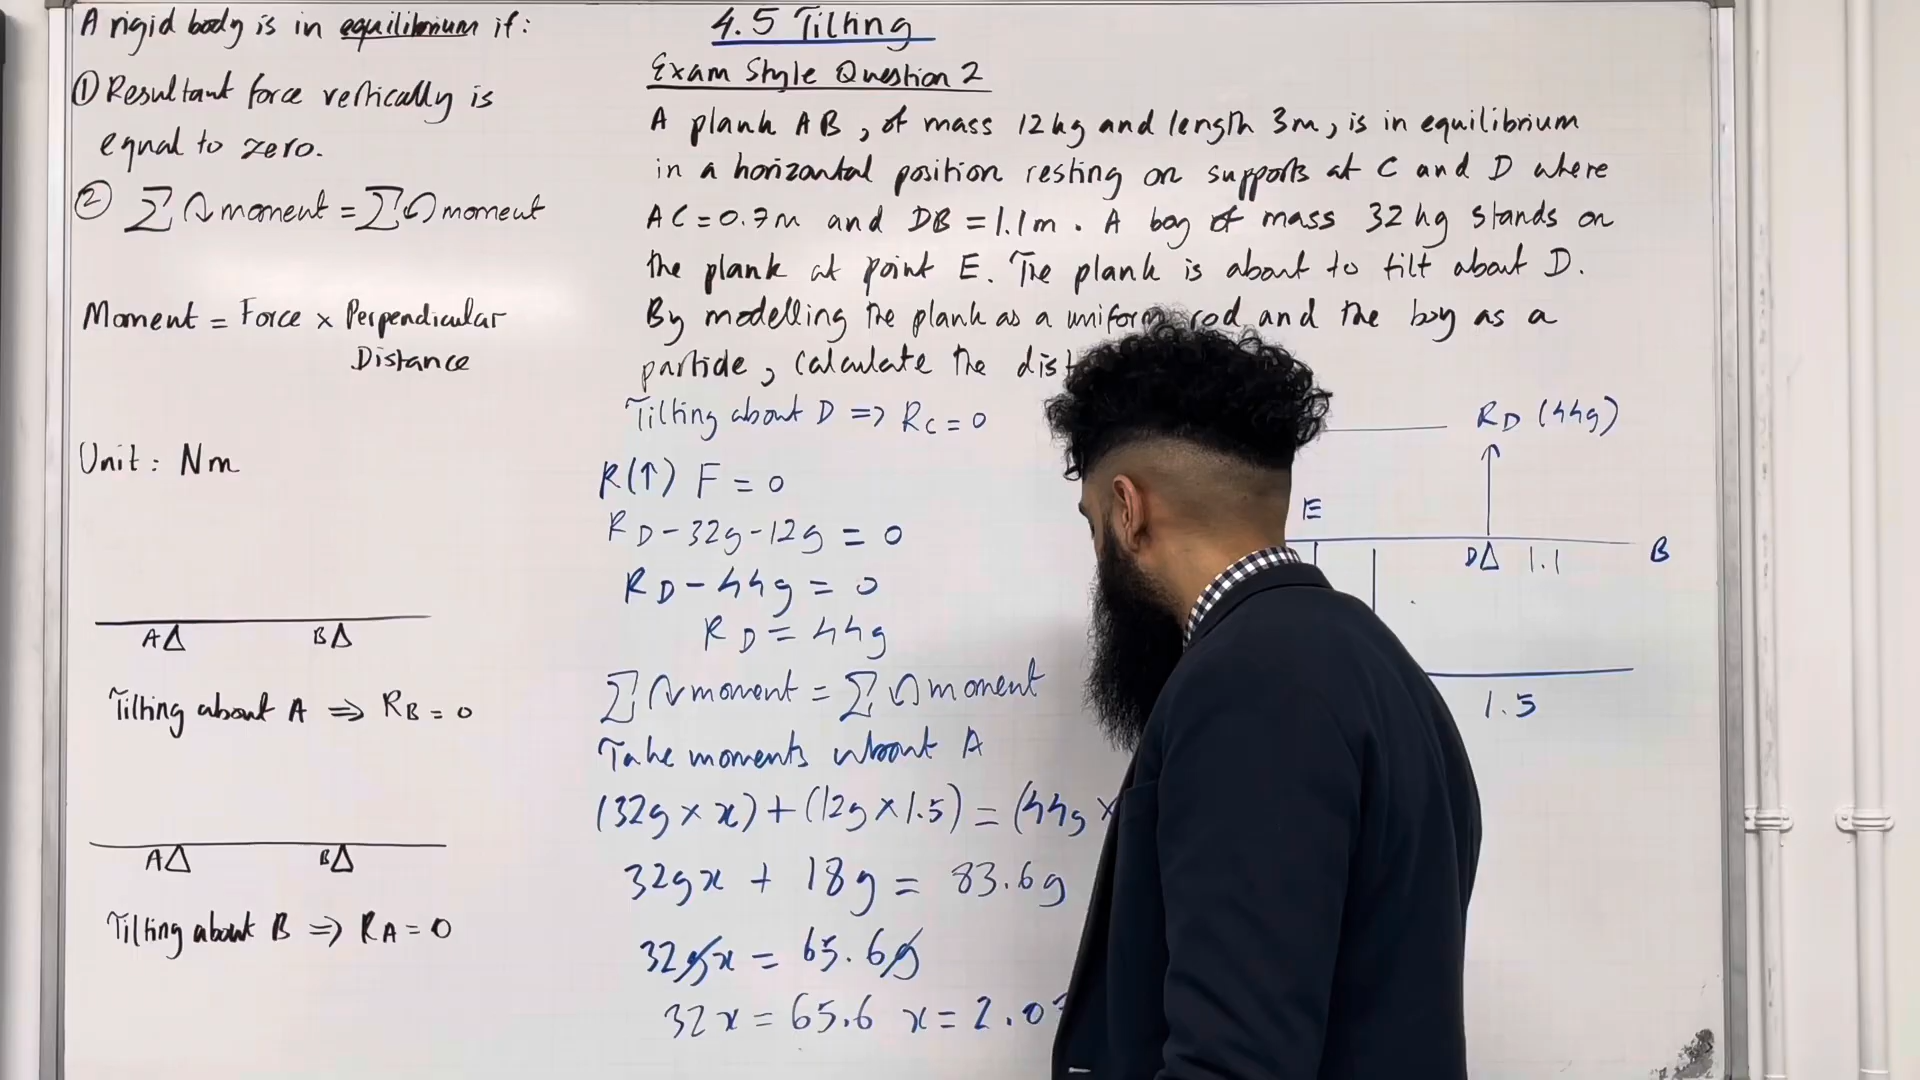 A rigid body is in equilibrium if:
① Resultant force vertically is
equal to zero.
② ∑↻moment = ∑↺moment
Moment = Force × Perpendicular
Distance
Unit: Nm
A△ B△
Tilting about A ⇒ RB = 0
A△ B△
Tilting about B ⇒ RA = 0
4.5 Tilting
Exam Style Question 2
A plank AB, of mass 12kg and length 3m, is in equilibrium
in a horizontal position resting on supports at C and D where
AC = 0.7m and DB = 1.1m. A boy of mass 32kg stands on
the plank at point E. The plank is about to tilt about D.
By modelling the plank as a uniform rod and the boy as a
particle, calculate the
Tilting about D ⇒ Rc = 0
R(↑) F = 0
RD - 32g - 12g = 0
RD - 44g = 0
RD = 44g
∑↻moment = ∑↺moment
Take moments about A
(32g × x) + (12g × 1.5) = (44g ×
32gx + 18g = 83.6g
32gx = 65.6g
32x = 65.6 x = 2.0
RD (44g)
E
D△ 1.1 B
1.5